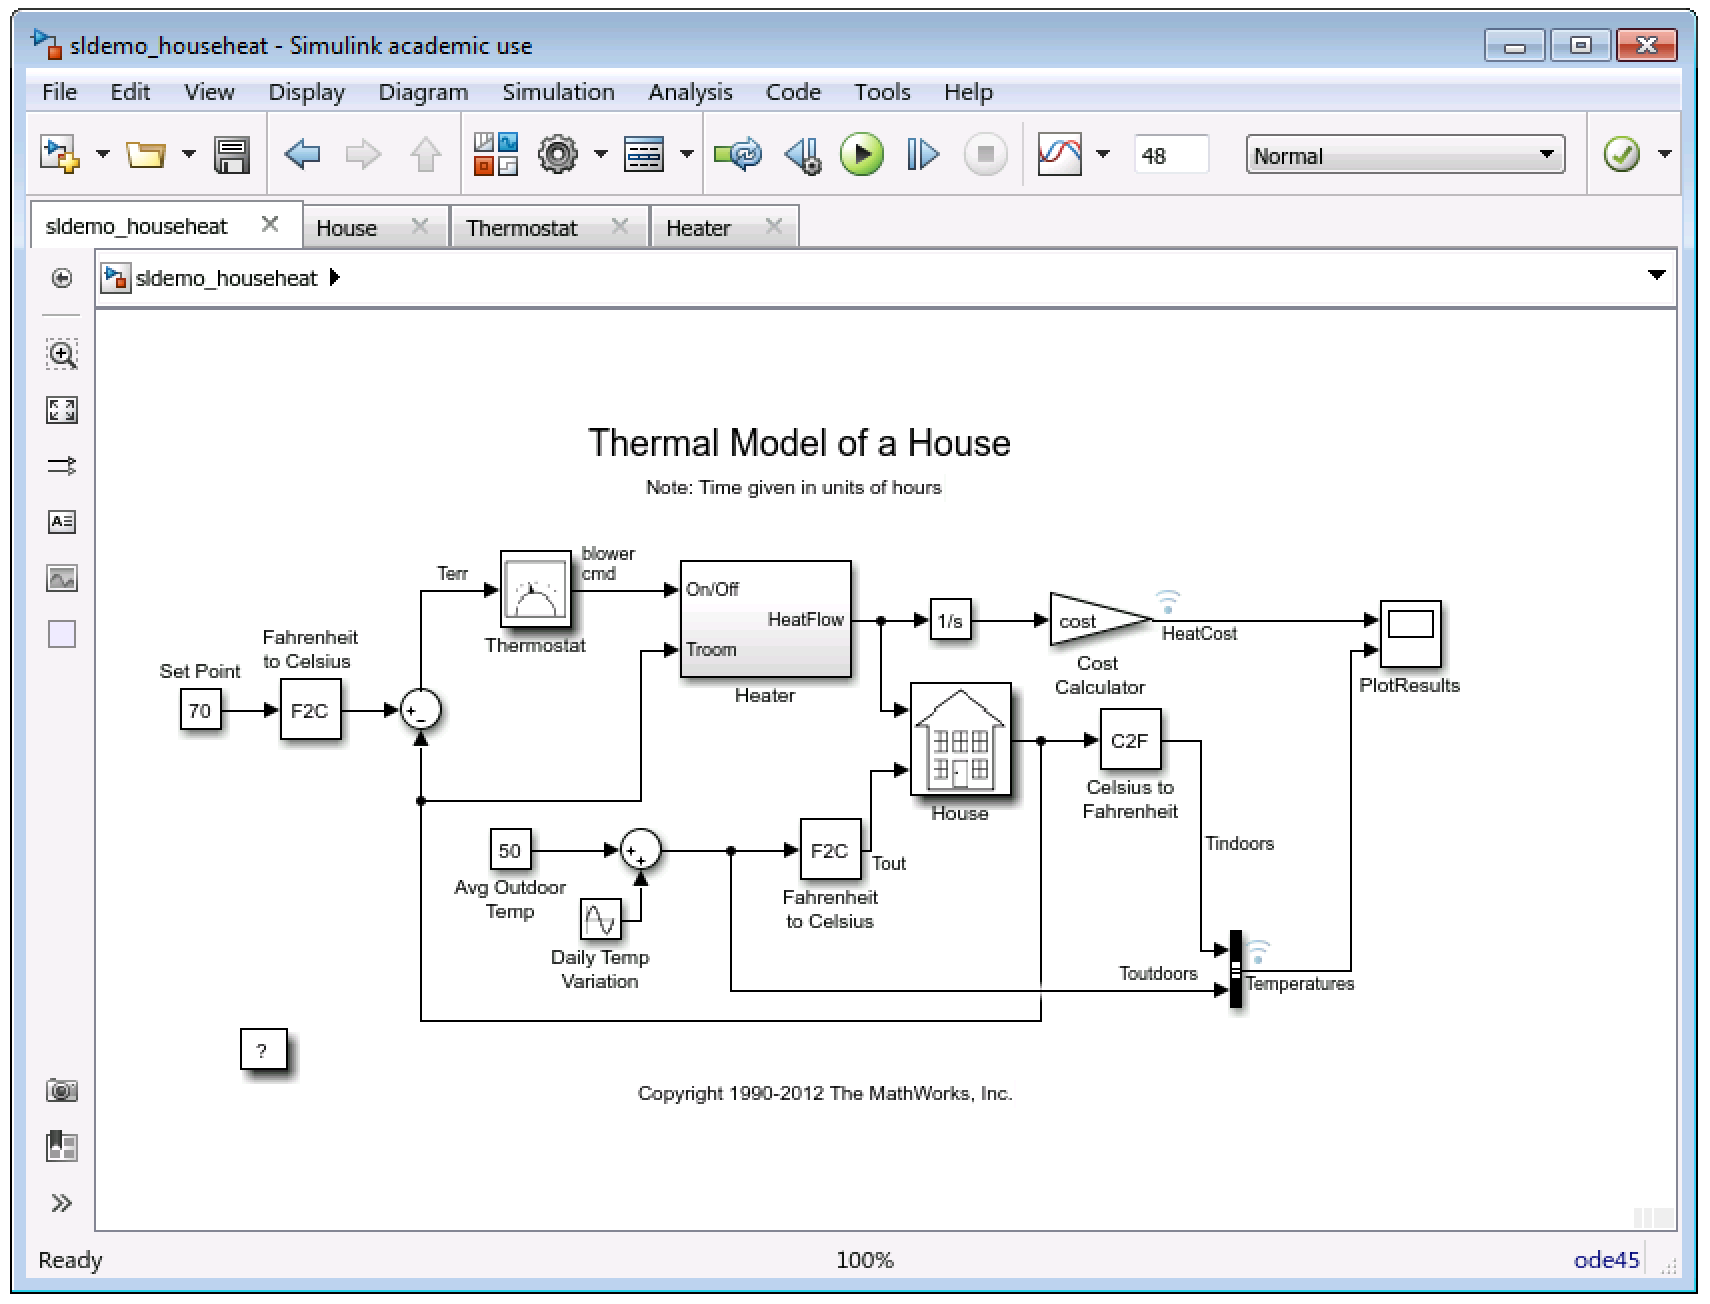 sldemo_househeat - Simulink academic use
File Edit View Display Diagram Simulation Analysis Code Tools Help
48 Normal
sldemo_househeat House Thermostat Heater
sldemo_househeat
Thermal Model of a House
Note: Time given in units of hours
Terr
blower
cmd
Thermostat
On/Off
HeatFlow
Troom
Heater
1/s
cost
HeatCost
Cost
Calculator
PlotResults
Set Point
70
Fahrenheit
to Celsius
F2C
+
-
House
C2F
Celsius to
Fahrenheit
Tindoors
50
Avg Outdoor
Temp
+
+
Daily Temp
Variation
F2C
Tout
Fahrenheit
to Celsius
Toutdoors
Temperatures
?
Copyright 1990-2012 The MathWorks, Inc.
Ready 100% ode45